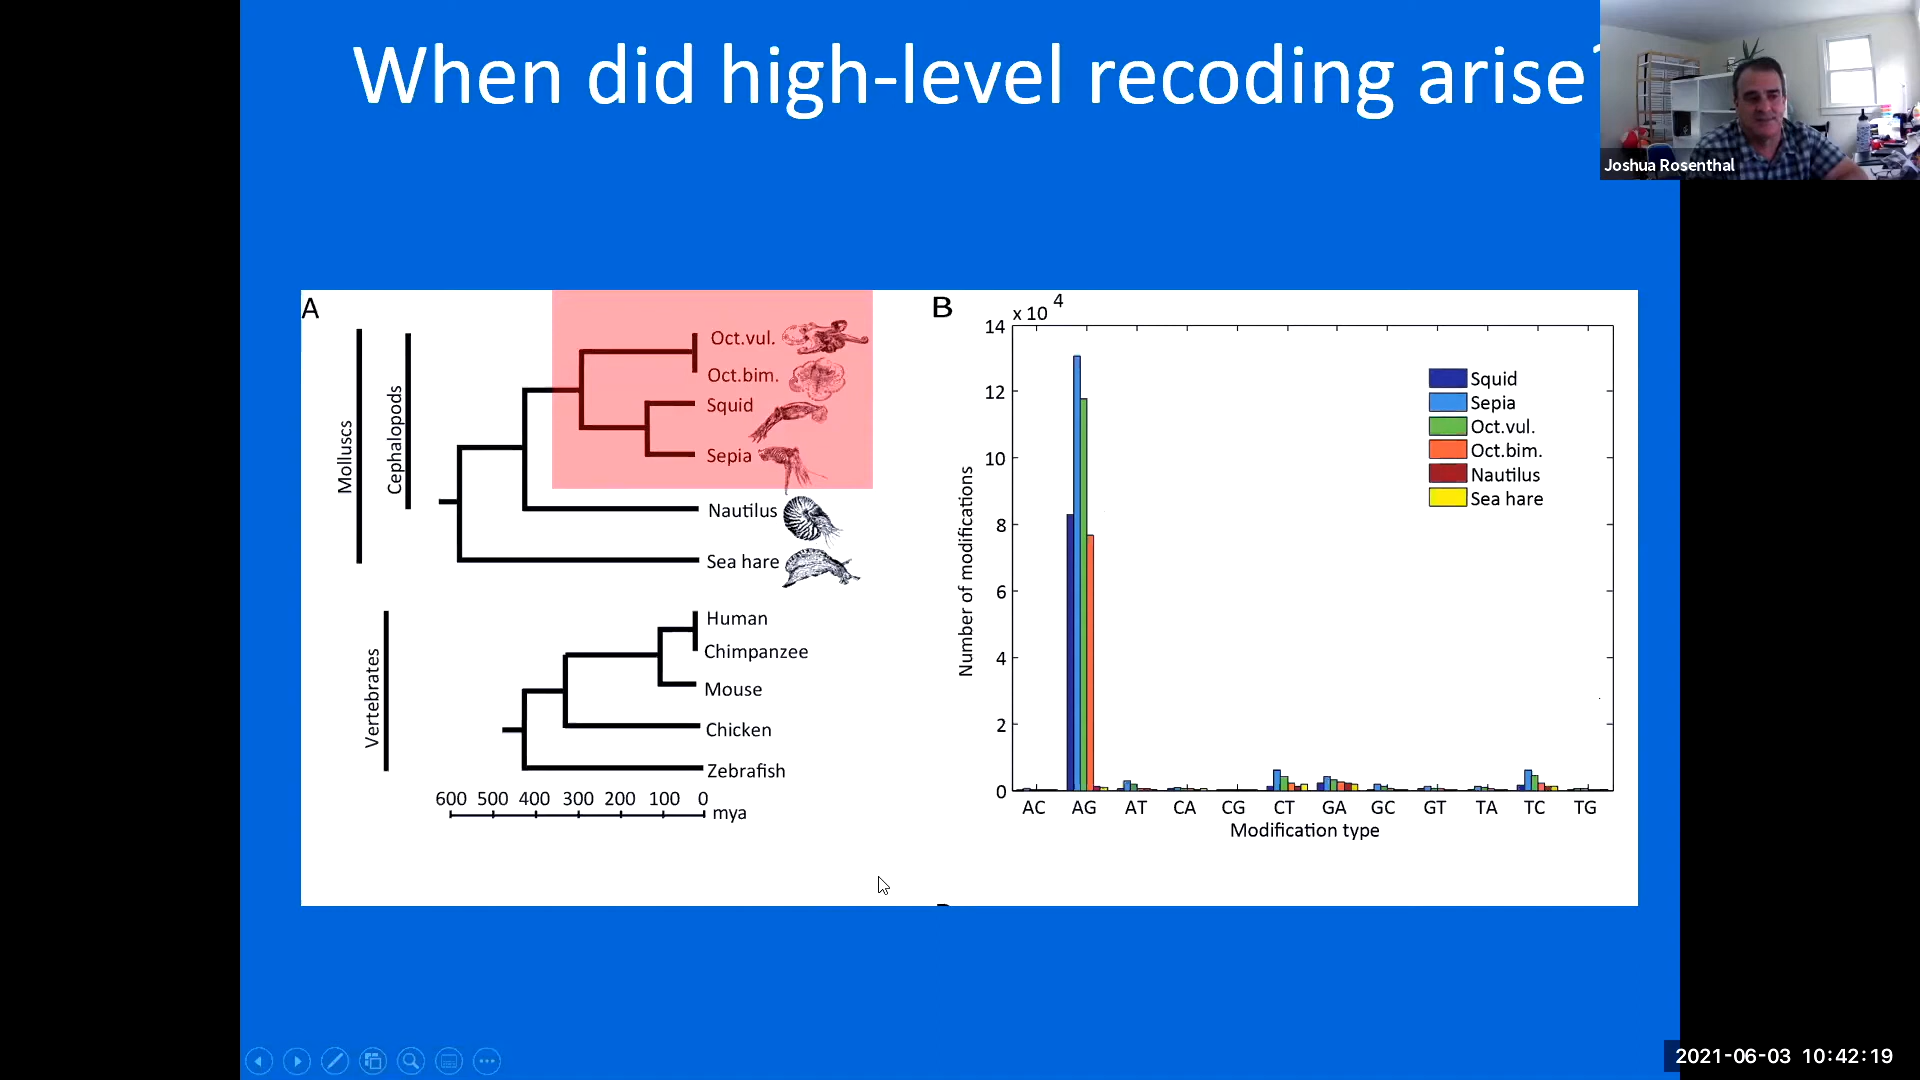 When did high-level recoding arise?
Joshua Rosenthal
A
Molluscs
Cephalopods
Oct.vul.
Oct.bim.
Squid
Sepia
Nautilus
Sea hare
Vertebrates
Human
Chimpanzee
Mouse
Chicken
Zebrafish
600 500 400 300 200 100 0
mya
B
x 10 4
14
12
10
8
6
4
2
0
Number of modifications
Squid
Sepia
Oct.vul.
Oct.bim.
Nautilus
Sea hare
AC AG AT CA CG CT GA GC GT TA TC TG
Modification type
2021-06-03 10:42:19